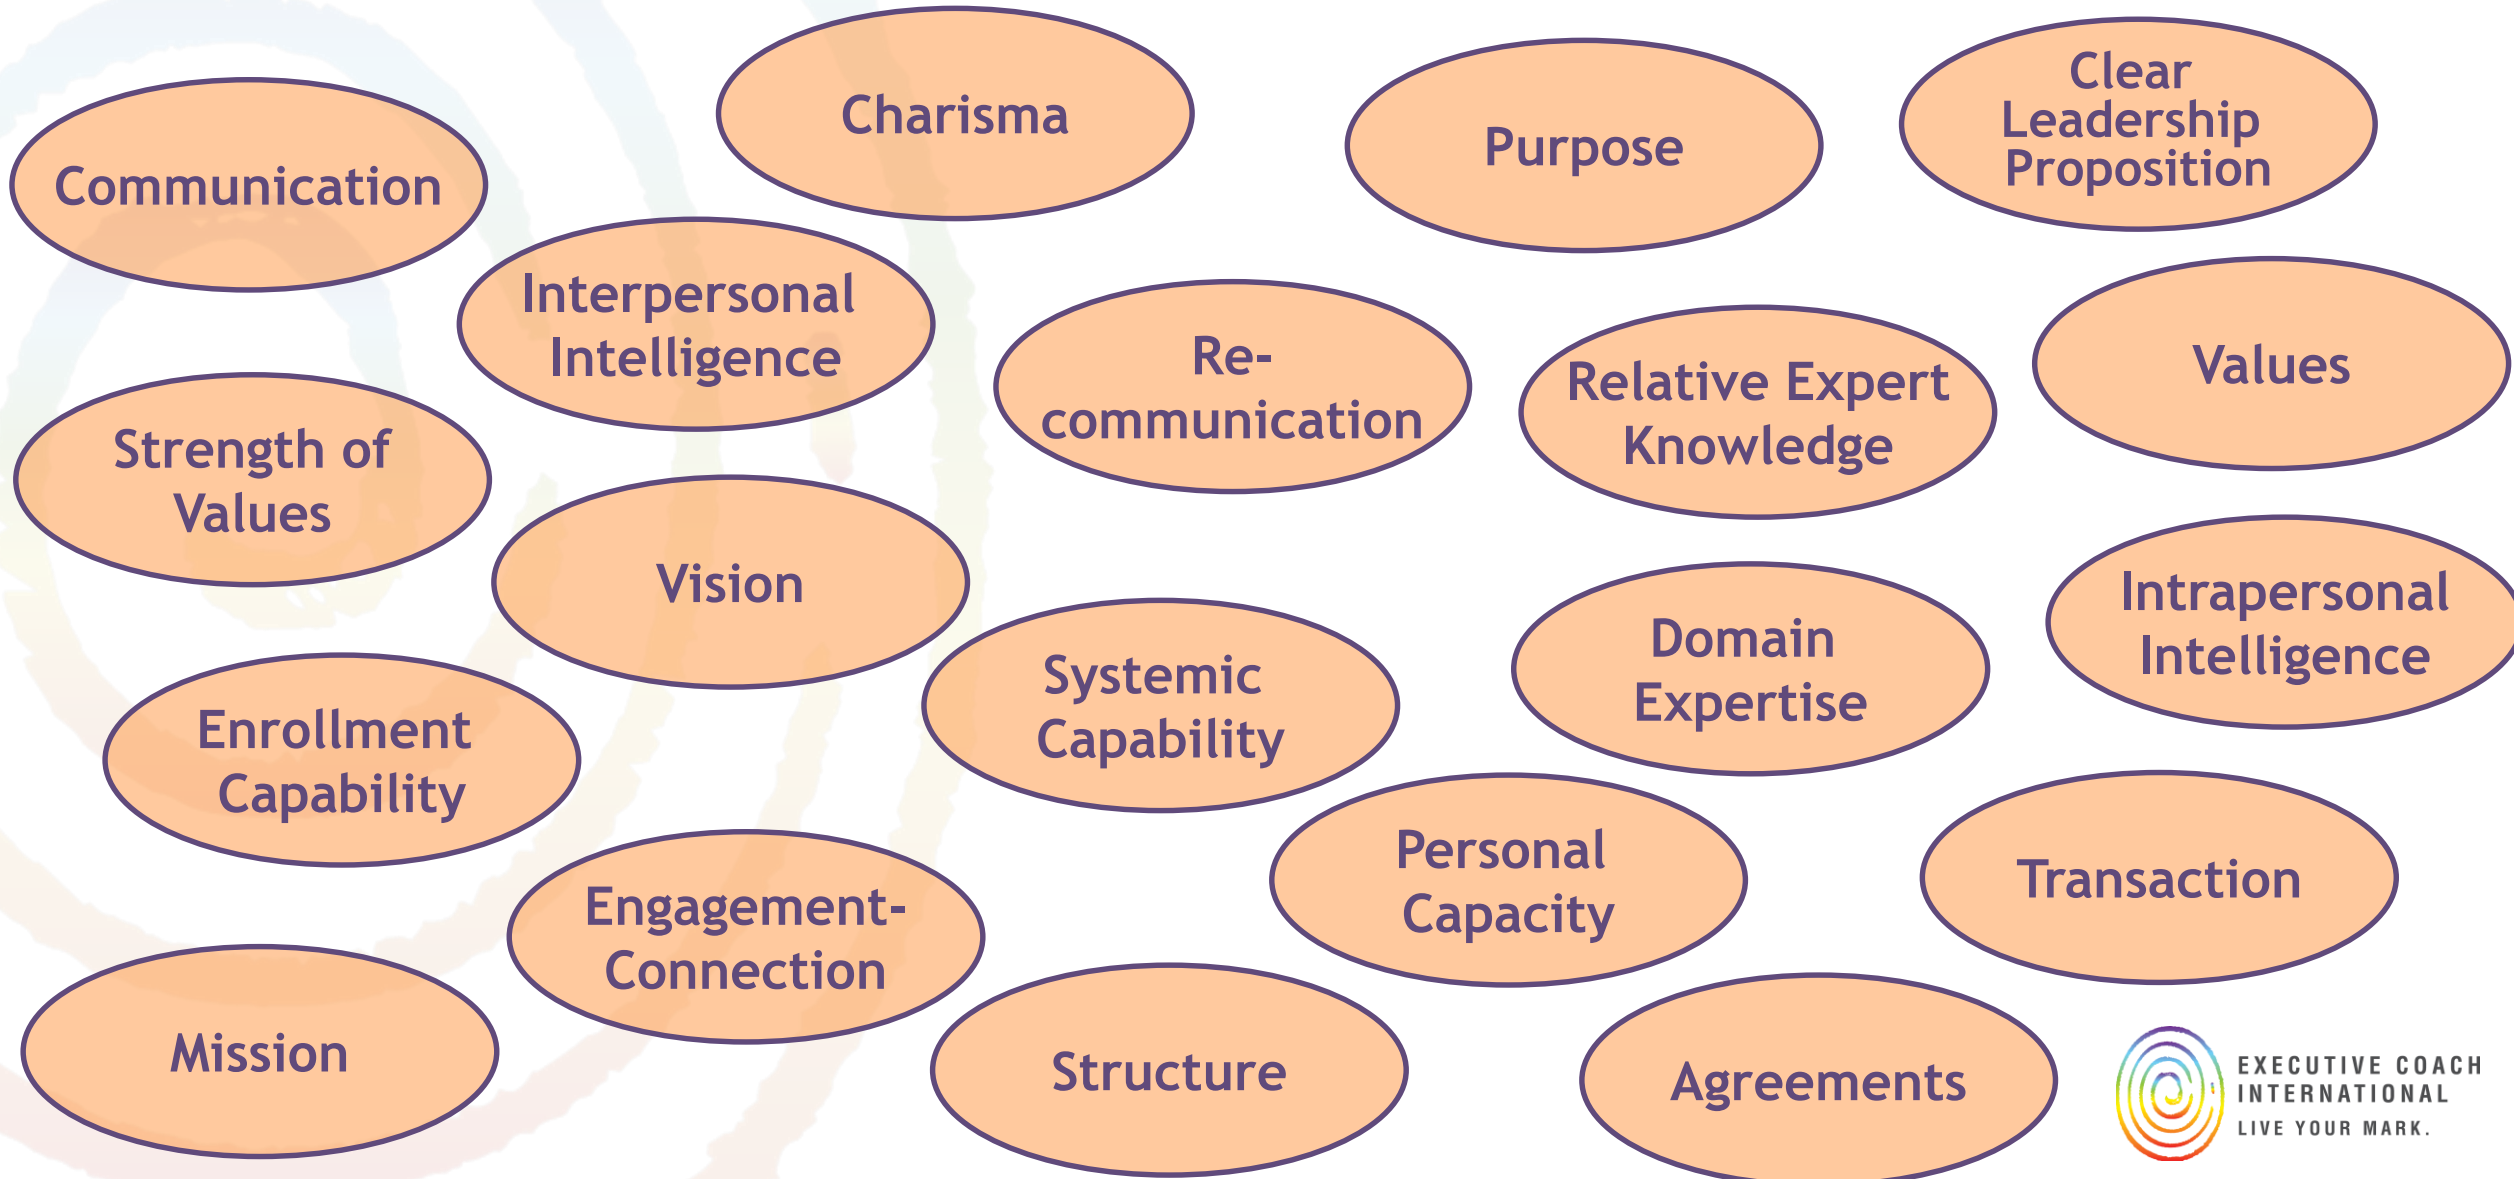 Communication
Charisma
Purpose
Clear
Leadership
Proposition
Interpersonal
Intelligence
Re-
communication
Relative Expert
Knowledge
Values
Strength of
Values
Vision
Systemic
Capability
Domain
Expertise
Intrapersonal
Intelligence
Enrollment
Capability
Engagement-
Connection
Personal
Capacity
Transaction
Mission
Structure
Agreements
EXECUTIVE COACH
INTERNATIONAL
LIVE YOUR MARK.